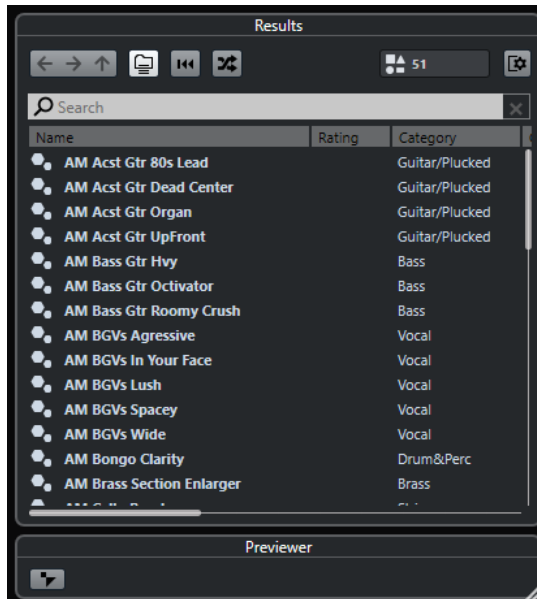 Results
51
Search
Name Rating Category
AM Acst Gtr 80s Lead Guitar/Plucked
AM Acst Gtr Dead Center Guitar/Plucked
AM Acst Gtr Organ Guitar/Plucked
AM Acst Gtr UpFront Guitar/Plucked
AM Bass Gtr Hvy Bass
AM Bass Gtr Octivator Bass
AM Bass Gtr Roomy Crush Bass
AM BGVs Agressive Vocal
AM BGVs In Your Face Vocal
AM BGVs Lush Vocal
AM BGVs Spacey Vocal
AM BGVs Wide Vocal
AM Bongo Clarity Drum&Perc
AM Brass Section Enlarger Brass
Previewer